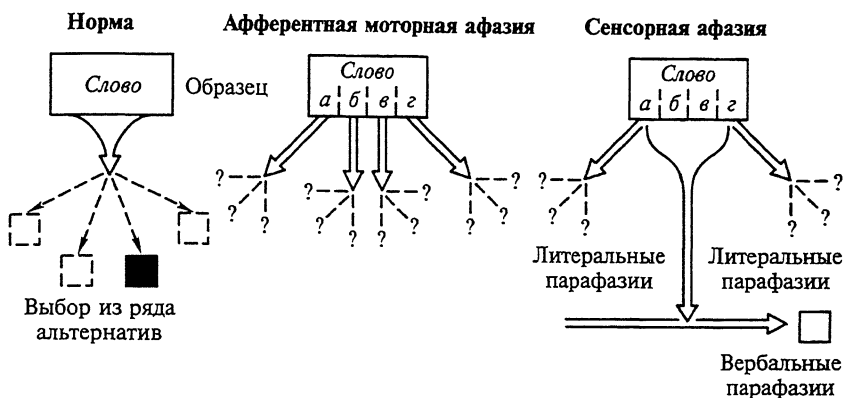 Норма
Слово
Образец
Выбор из ряда
альтернатив
Афферентная моторная афазия
Слово
а б в г
? ? ? ? ? ? ? ? ? ? ? ?
Сенсорная афазия
Слово
а б в г
? ? ? ? ? ?
Литеральные
парафазии
Литеральные
парафазии
Вербальные
парафазии